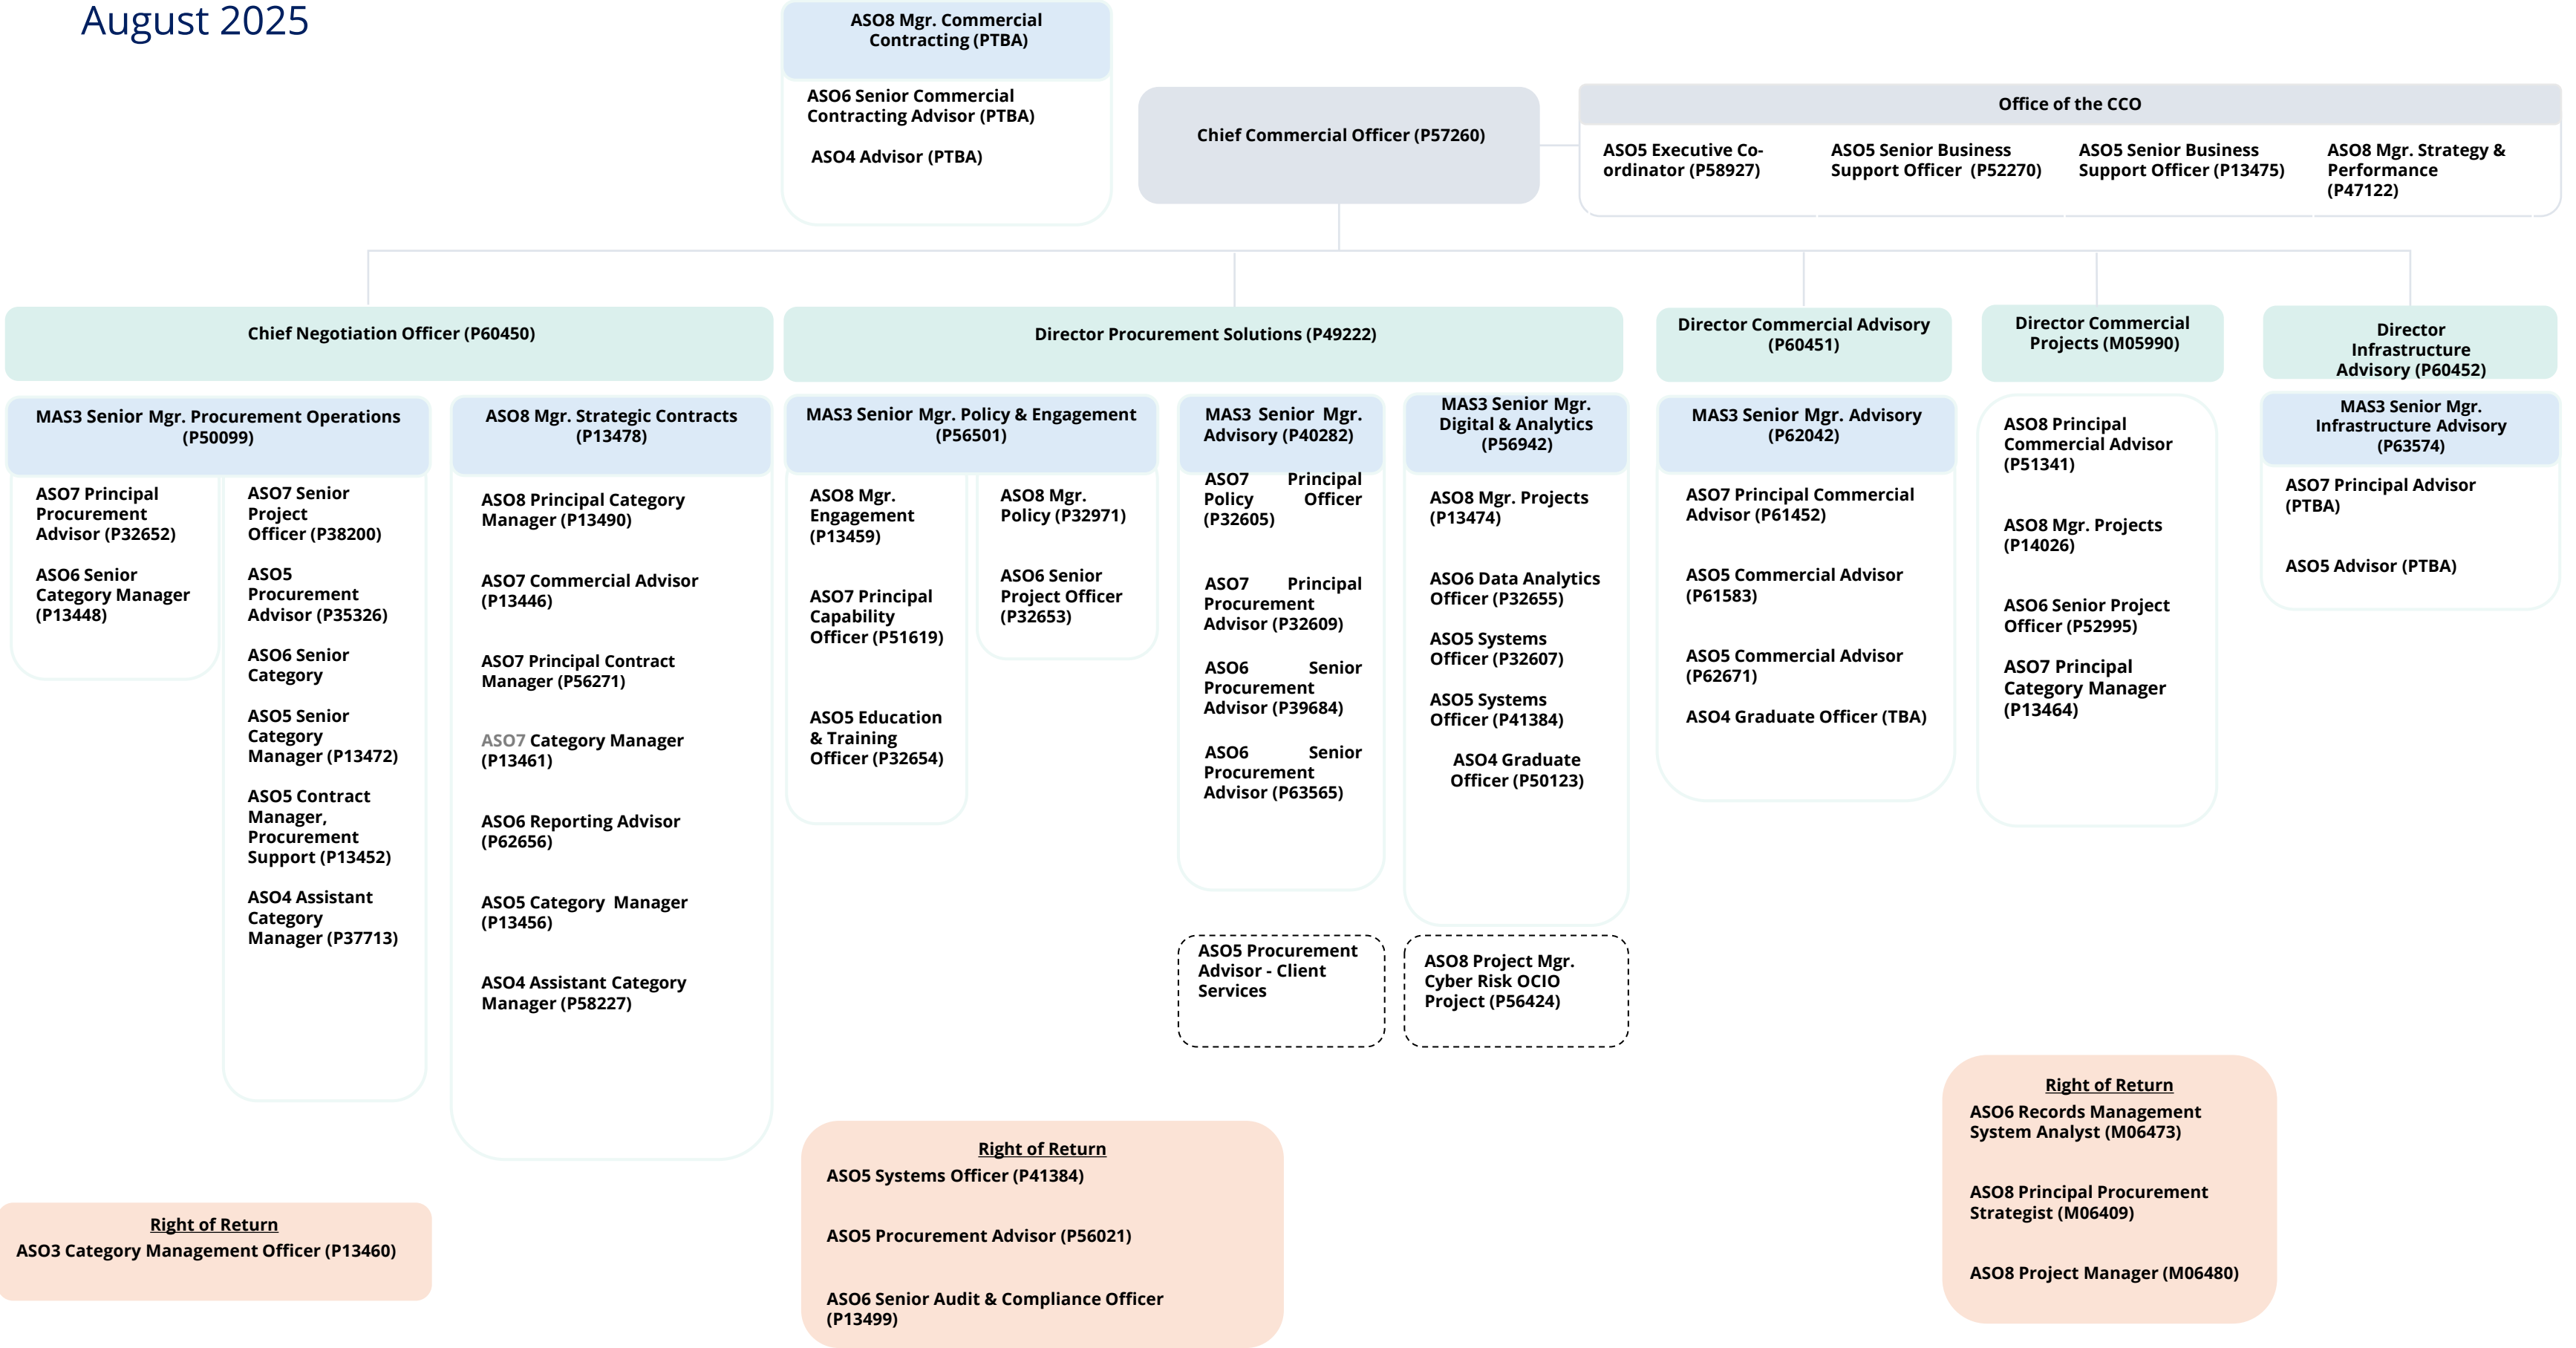 August 2025
ASO8 Mgr. Commercial
Contracting (PTBA)
ASO6 Senior Commercial
Contracting Advisor (PTBA)
ASO4 Advisor (PTBA)
Chief Commercial Officer (P57260)
Office of the CCO
ASO5 Executive Co-
ordinator (P58927)
ASO5 Senior Business
Support Officer (P52270)
ASO5 Senior Business
Support Officer (P13475)
ASO8 Mgr. Strategy &
Performance
(P47122)
Chief Negotiation Officer (P60450)
MAS3 Senior Mgr. Procurement Operations
(P50099)
ASO7 Principal
Procurement
Advisor (P32652)
ASO6 Senior
Category Manager
(P13448)
ASO7 Senior
Project
Officer (P38200)
ASO5
Procurement
Advisor (P35326)
ASO6 Senior
Category
ASO5 Senior
Category
Manager (P13472)
ASO5 Contract
Manager,
Procurement
Support (P13452)
ASO4 Assistant
Category
Manager (P37713)
ASO8 Mgr. Strategic Contracts
(P13478)
ASO8 Principal Category
Manager (P13490)
ASO7 Commercial Advisor
(P13446)
ASO7 Principal Contract
Manager (P56271)
ASO7 Category Manager
(P13461)
ASO6 Reporting Advisor
(P62656)
ASO5 Category Manager
(P13456)
ASO4 Assistant Category
Manager (P58227)
Director Procurement Solutions (P49222)
MAS3 Senior Mgr. Policy & Engagement
(P56501)
ASO8 Mgr.
Engagement
(P13459)
ASO7 Principal
Capability
Officer (P51619)
ASO5 Education
& Training
Officer (P32654)
ASO8 Mgr.
Policy (P32971)
ASO6 Senior
Project Officer
(P32653)
MAS3 Senior Mgr.
Advisory (P40282)
ASO7 Principal
Policy Officer
(P32605)
ASO7 Principal
Procurement
Advisor (P32609)
ASO6 Senior
Procurement
Advisor (P39684)
ASO6 Senior
Procurement
Advisor (P63565)
ASO5 Procurement
Advisor - Client
Services
MAS3 Senior Mgr.
Digital & Analytics
(P56942)
ASO8 Mgr. Projects
(P13474)
ASO6 Data Analytics
Officer (P32655)
ASO5 Systems
Officer (P32607)
ASO5 Systems
Officer (P41384)
ASO4 Graduate
Officer (P50123)
ASO8 Project Mgr.
Cyber Risk OCIO
Project (P56424)
Director Commercial Advisory
(P60451)
MAS3 Senior Mgr. Advisory
(P62042)
ASO7 Principal Commercial
Advisor (P61452)
ASO5 Commercial Advisor
(P61583)
ASO5 Commercial Advisor
(P62671)
ASO4 Graduate Officer (TBA)
Director Commercial
Projects (M05990)
ASO8 Principal
Commercial Advisor
(P51341)
ASO8 Mgr. Projects
(P14026)
ASO6 Senior Project
Officer (P52995)
ASO7 Principal
Category Manager
(P13464)
Director
Infrastructure
Advisory (P60452)
MAS3 Senior Mgr.
Infrastructure Advisory
(P63574)
ASO7 Principal Advisor
(PTBA)
ASO5 Advisor (PTBA)
Right of Return
ASO3 Category Management Officer (P13460)
Right of Return
ASO5 Systems Officer (P41384)
ASO5 Procurement Advisor (P56021)
ASO6 Senior Audit & Compliance Officer
(P13499)
Right of Return
ASO6 Records Management
System Analyst (M06473)
ASO8 Principal Procurement
Strategist (M06409)
ASO8 Project Manager (M06480)